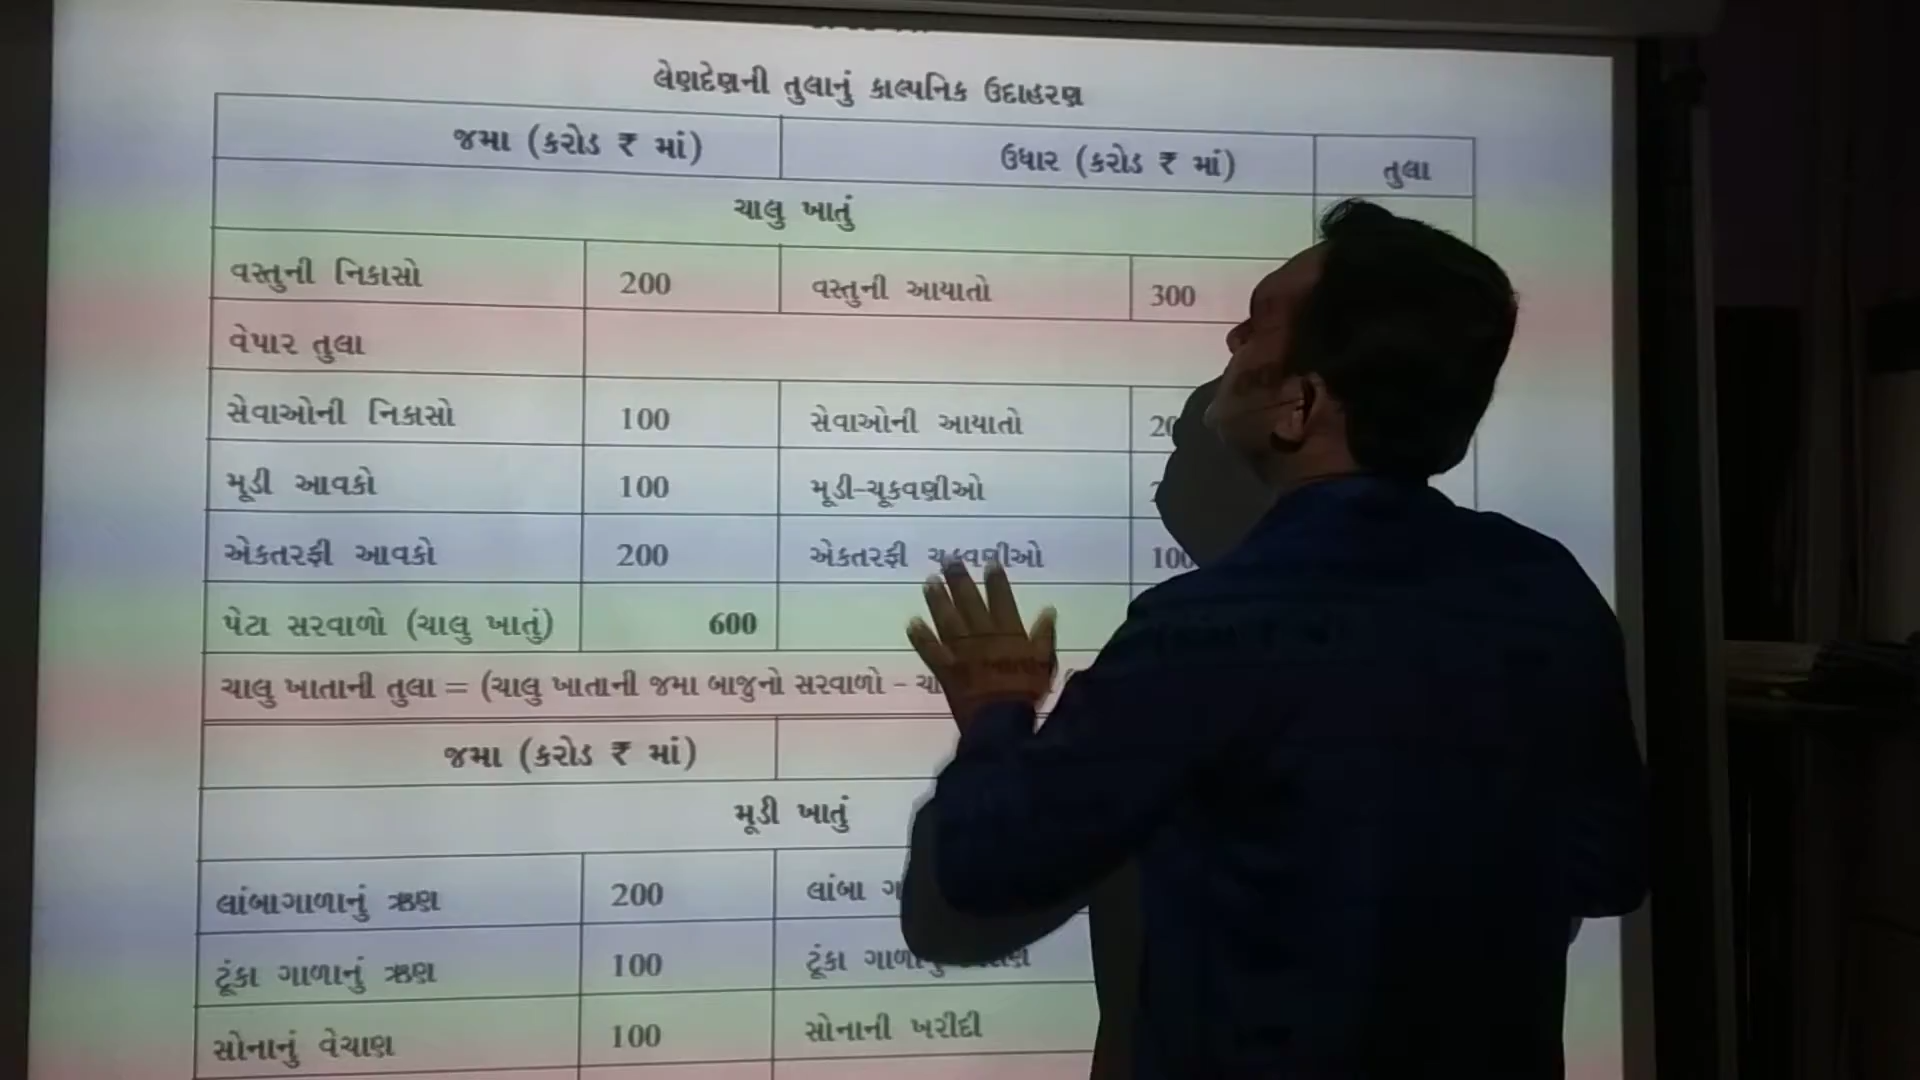 લેણદેણની તુલાનું કાલ્પનિક ઉદાહરણ
જમા (કરોડ ₹ માં) ઉધાર (કરોડ ₹ માં) તુલા
ચાલુ ખાતું
વસ્તુની નિકાસો 200 વસ્તુની આયાતો 300
વેપાર તુલા
સેવાઓની નિકાસો 100 સેવાઓની આયાતો
મૂડી આવકો 100 મૂડી-ચૂકવણીઓ
એકતરફી આવકો 200 એકતરફી ચૂકવણીઓ 100
પેટા સરવાળો (ચાલુ ખાતું) 600
ચાલુ ખાતાની તુલા = (ચાલુ ખાતાની જમા બાજુનો સરવાળો -
જમા (કરોડ ₹ માં)
મૂડી ખાતું
લાંબાગાળાનું ઋણ 200 લાંબા
ટૂંકા ગાળાનું ઋણ 100 ટૂંકા
સોનાનું વેચાણ 100 સોનાની ખરીદી